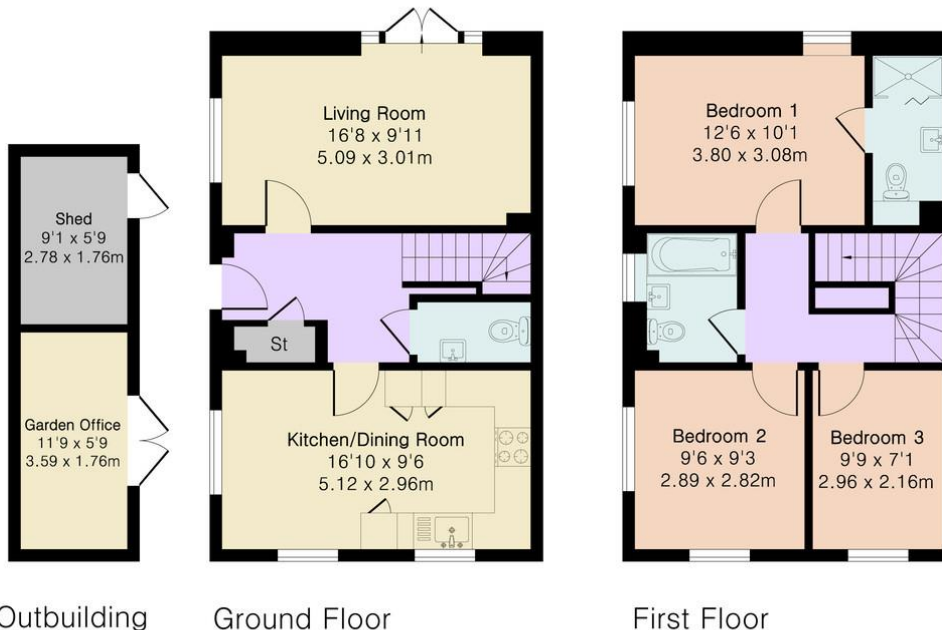 Living Room
16'8 x 9'11
5.09 x 3.01m
Bedroom 1
12'6 x 10'1
3.80 x 3.08m
Shed
9'1 x 5'9
2.78 x 1.76m
St
Garden Office
11'9 x 5'9
3.59 x 1.76m
Kitchen/Dining Room
16'10 x 9'6
5.12 x 2.96m
Bedroom 2
9'6 x 9'3
2.89 x 2.82m
Bedroom 3
9'9 x 7'1
2.96 x 2.16m
Outbuilding
Ground Floor
First Floor